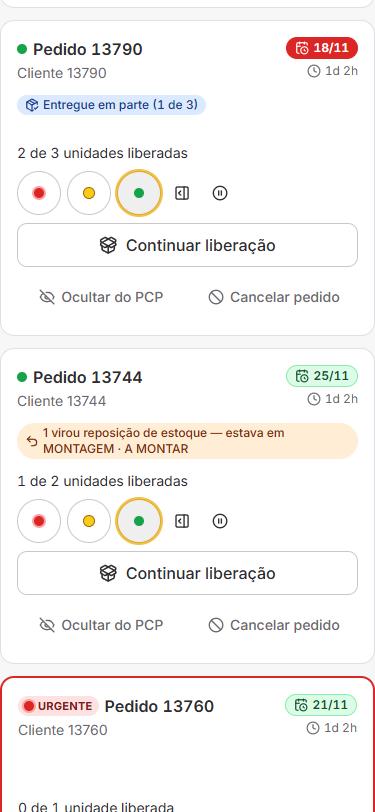 Pedido 13790
18/11
Cliente 13790
1d 2h
Entregue em parte (1 de 3)
2 de 3 unidades liberadas
Continuar liberação
Ocultar do PCP
Cancelar pedido
Pedido 13744
25/11
Cliente 13744
1d 2h
1 virou reposição de estoque — estava em
MONTAGEM · A MONTAR
1 de 2 unidades liberadas
Continuar liberação
Ocultar do PCP
Cancelar pedido
URGENTE Pedido 13760
21/11
Cliente 13760
1d 2h
0 de 1 unidade liberada